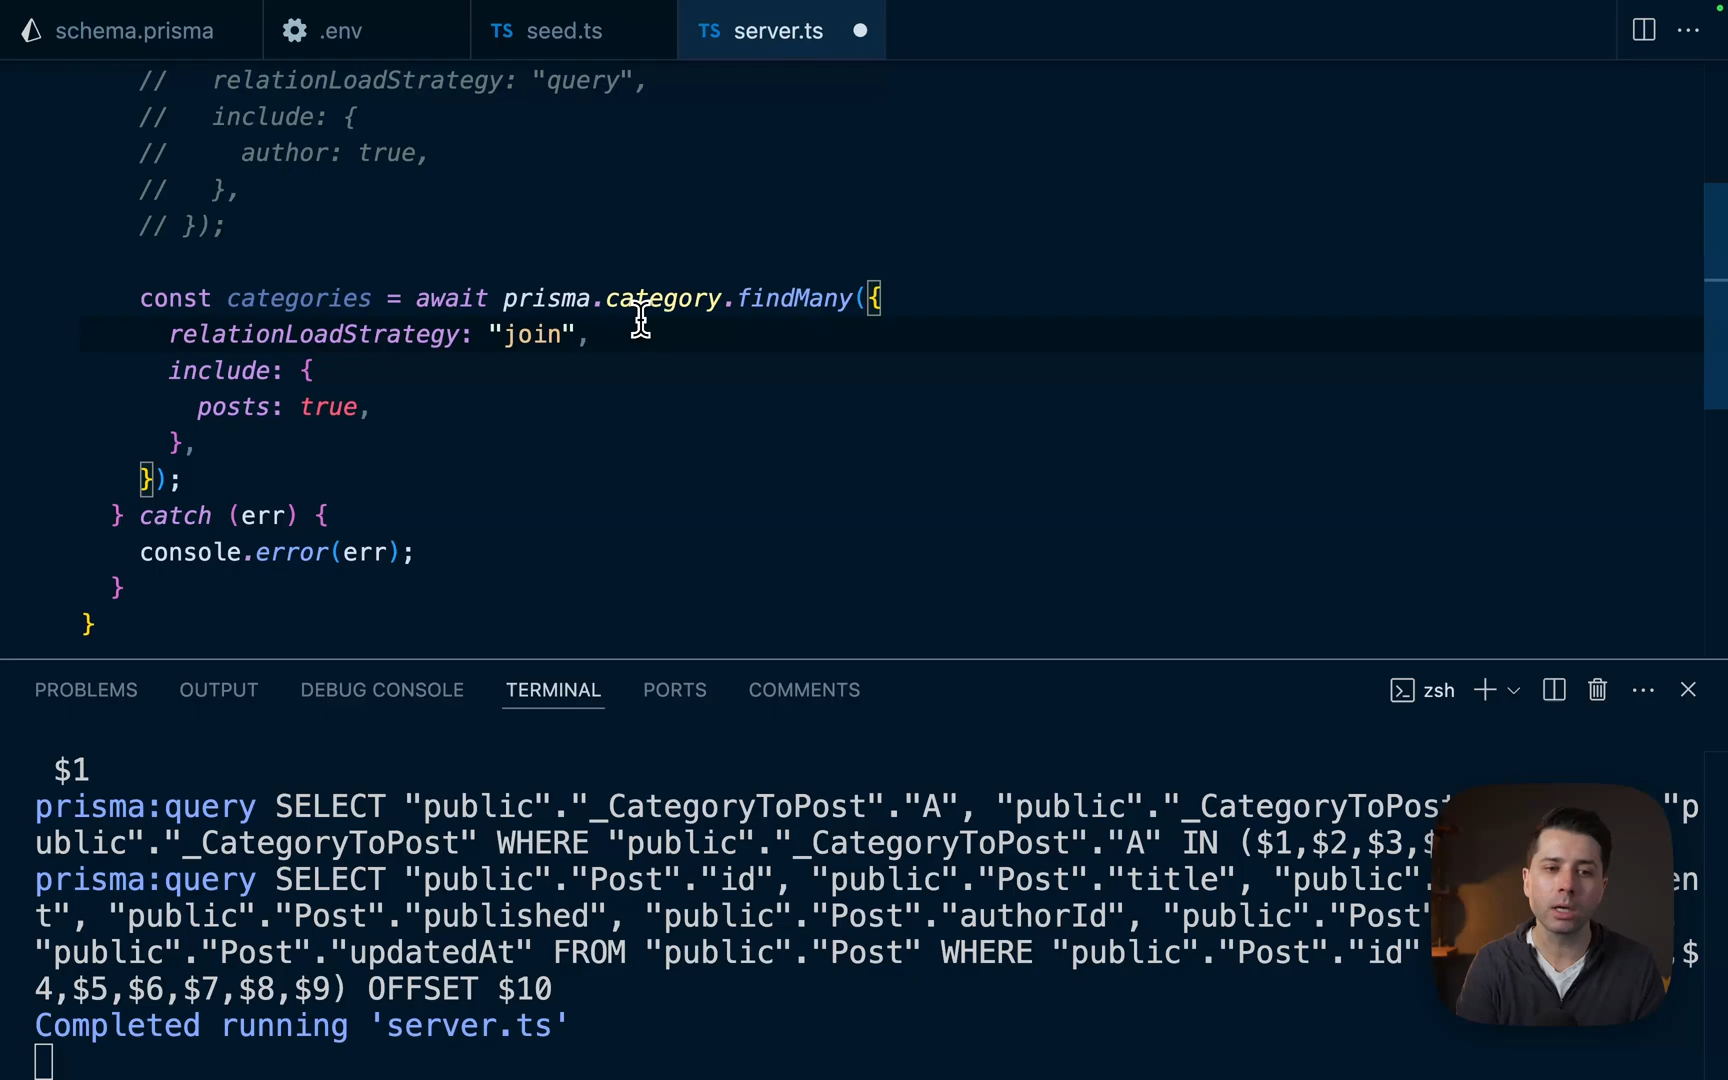 schema.prisma
.env
TS seed.ts
TS server.ts
//   relationLoadStrategy: "query",
//   include: {
//     author: true,
//   },
// });
const categories = await prisma.category.findMany({
relationLoadStrategy: "join",
include: {
posts: true,
},
});
} catch (err) {
console.error(err);
}
}
PROBLEMS
OUTPUT
DEBUG CONSOLE
TERMINAL
PORTS
COMMENTS
zsh
$1
prisma:query SELECT "public"."_CategoryToPost"."A", "public"."_CategoryToPost "p
ublic"."_CategoryToPost" WHERE "public"."_CategoryToPost"."A" IN ($1,$2,$3,$
prisma:query SELECT "public"."Post"."id", "public"."Post"."title", "public". en
t", "public"."Post"."published", "public"."Post"."authorId", "public"."Post"
"public"."Post"."updatedAt" FROM "public"."Post" WHERE "public"."Post"."id" ,$
4,$5,$6,$7,$8,$9) OFFSET $10
Completed running 'server.ts'